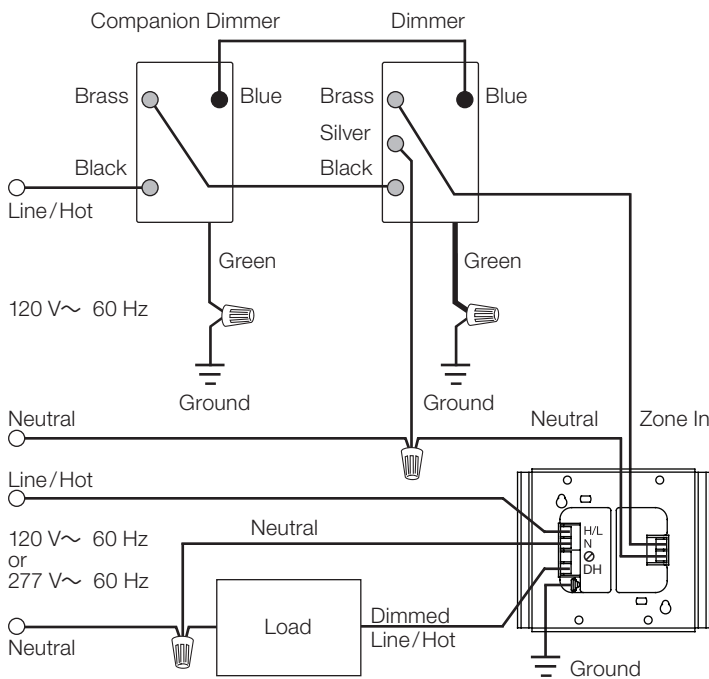 Companion Dimmer
Dimmer
Brass
Blue
Brass
Blue
Silver
Black
Black
Line/Hot
Green
Green
120 V~ 60 Hz
Ground
Ground
Neutral
Neutral
Zone In
Line/Hot
H/L
N
DH
Neutral
120 V~ 60 Hz
or
277 V~ 60 Hz
Load
Dimmed
Line/Hot
Neutral
Ground